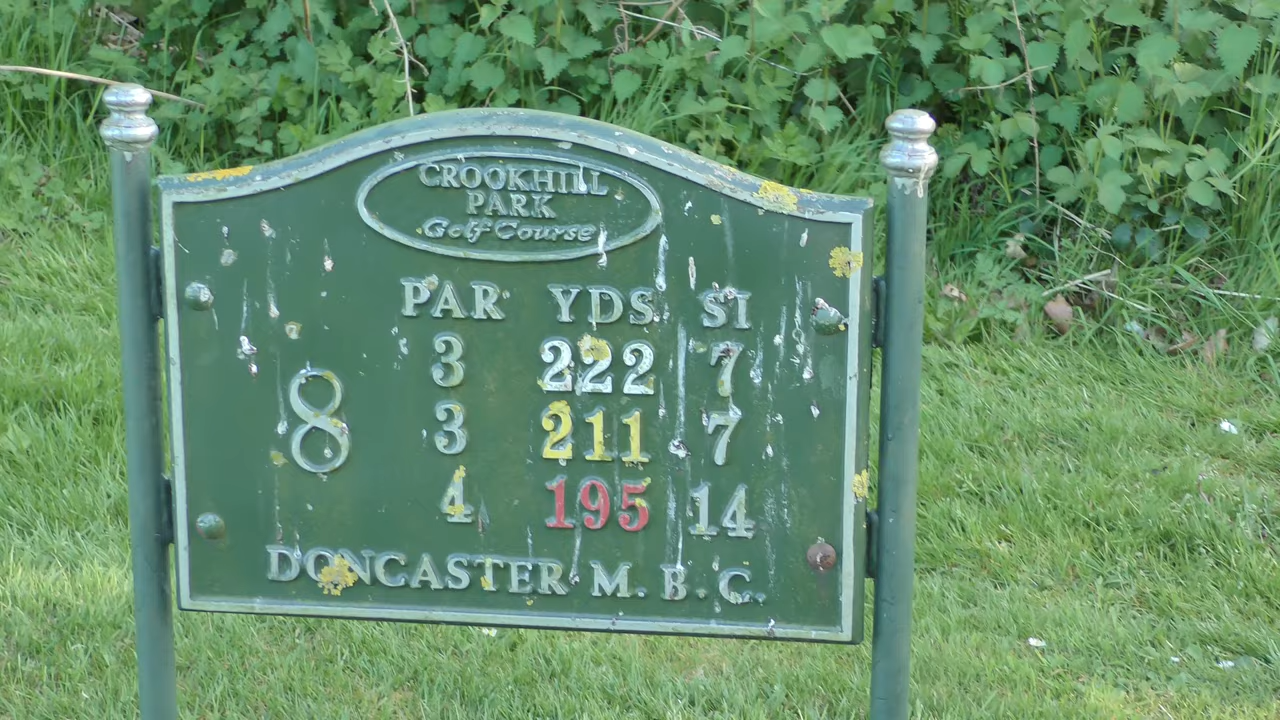 CROOKHILL
PARK
Golf Course
PAR YDS SI
3 222 7
8
3 211 7
4 195 14
DONCASTER M.B.C.